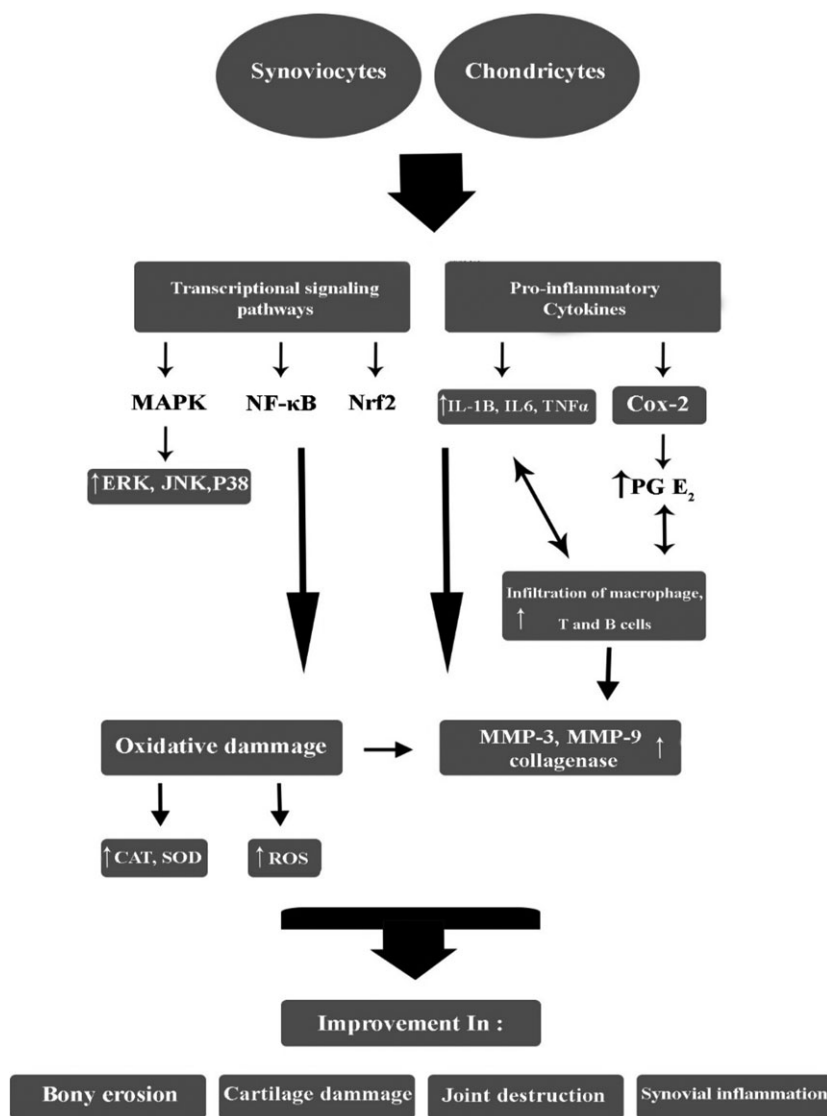 Synoviocytes
Chondricytes
Transcriptional signaling
pathways
Pro-inflammatory
Cytokines
MAPK
NF-κB
Nrf2
↑IL-1B, IL6, TNFα
Cox-2
↑ERK, JNK,P38
↑PG E₂
Infiltration of macrophage,
↑ T and B cells
Oxidative dammage
MMP-3, MMP-9 ↑
collagenase
↑CAT, SOD
↑ROS
Improvement In :
Bony erosion
Cartilage dammage
Joint destruction
Synovial inflammation